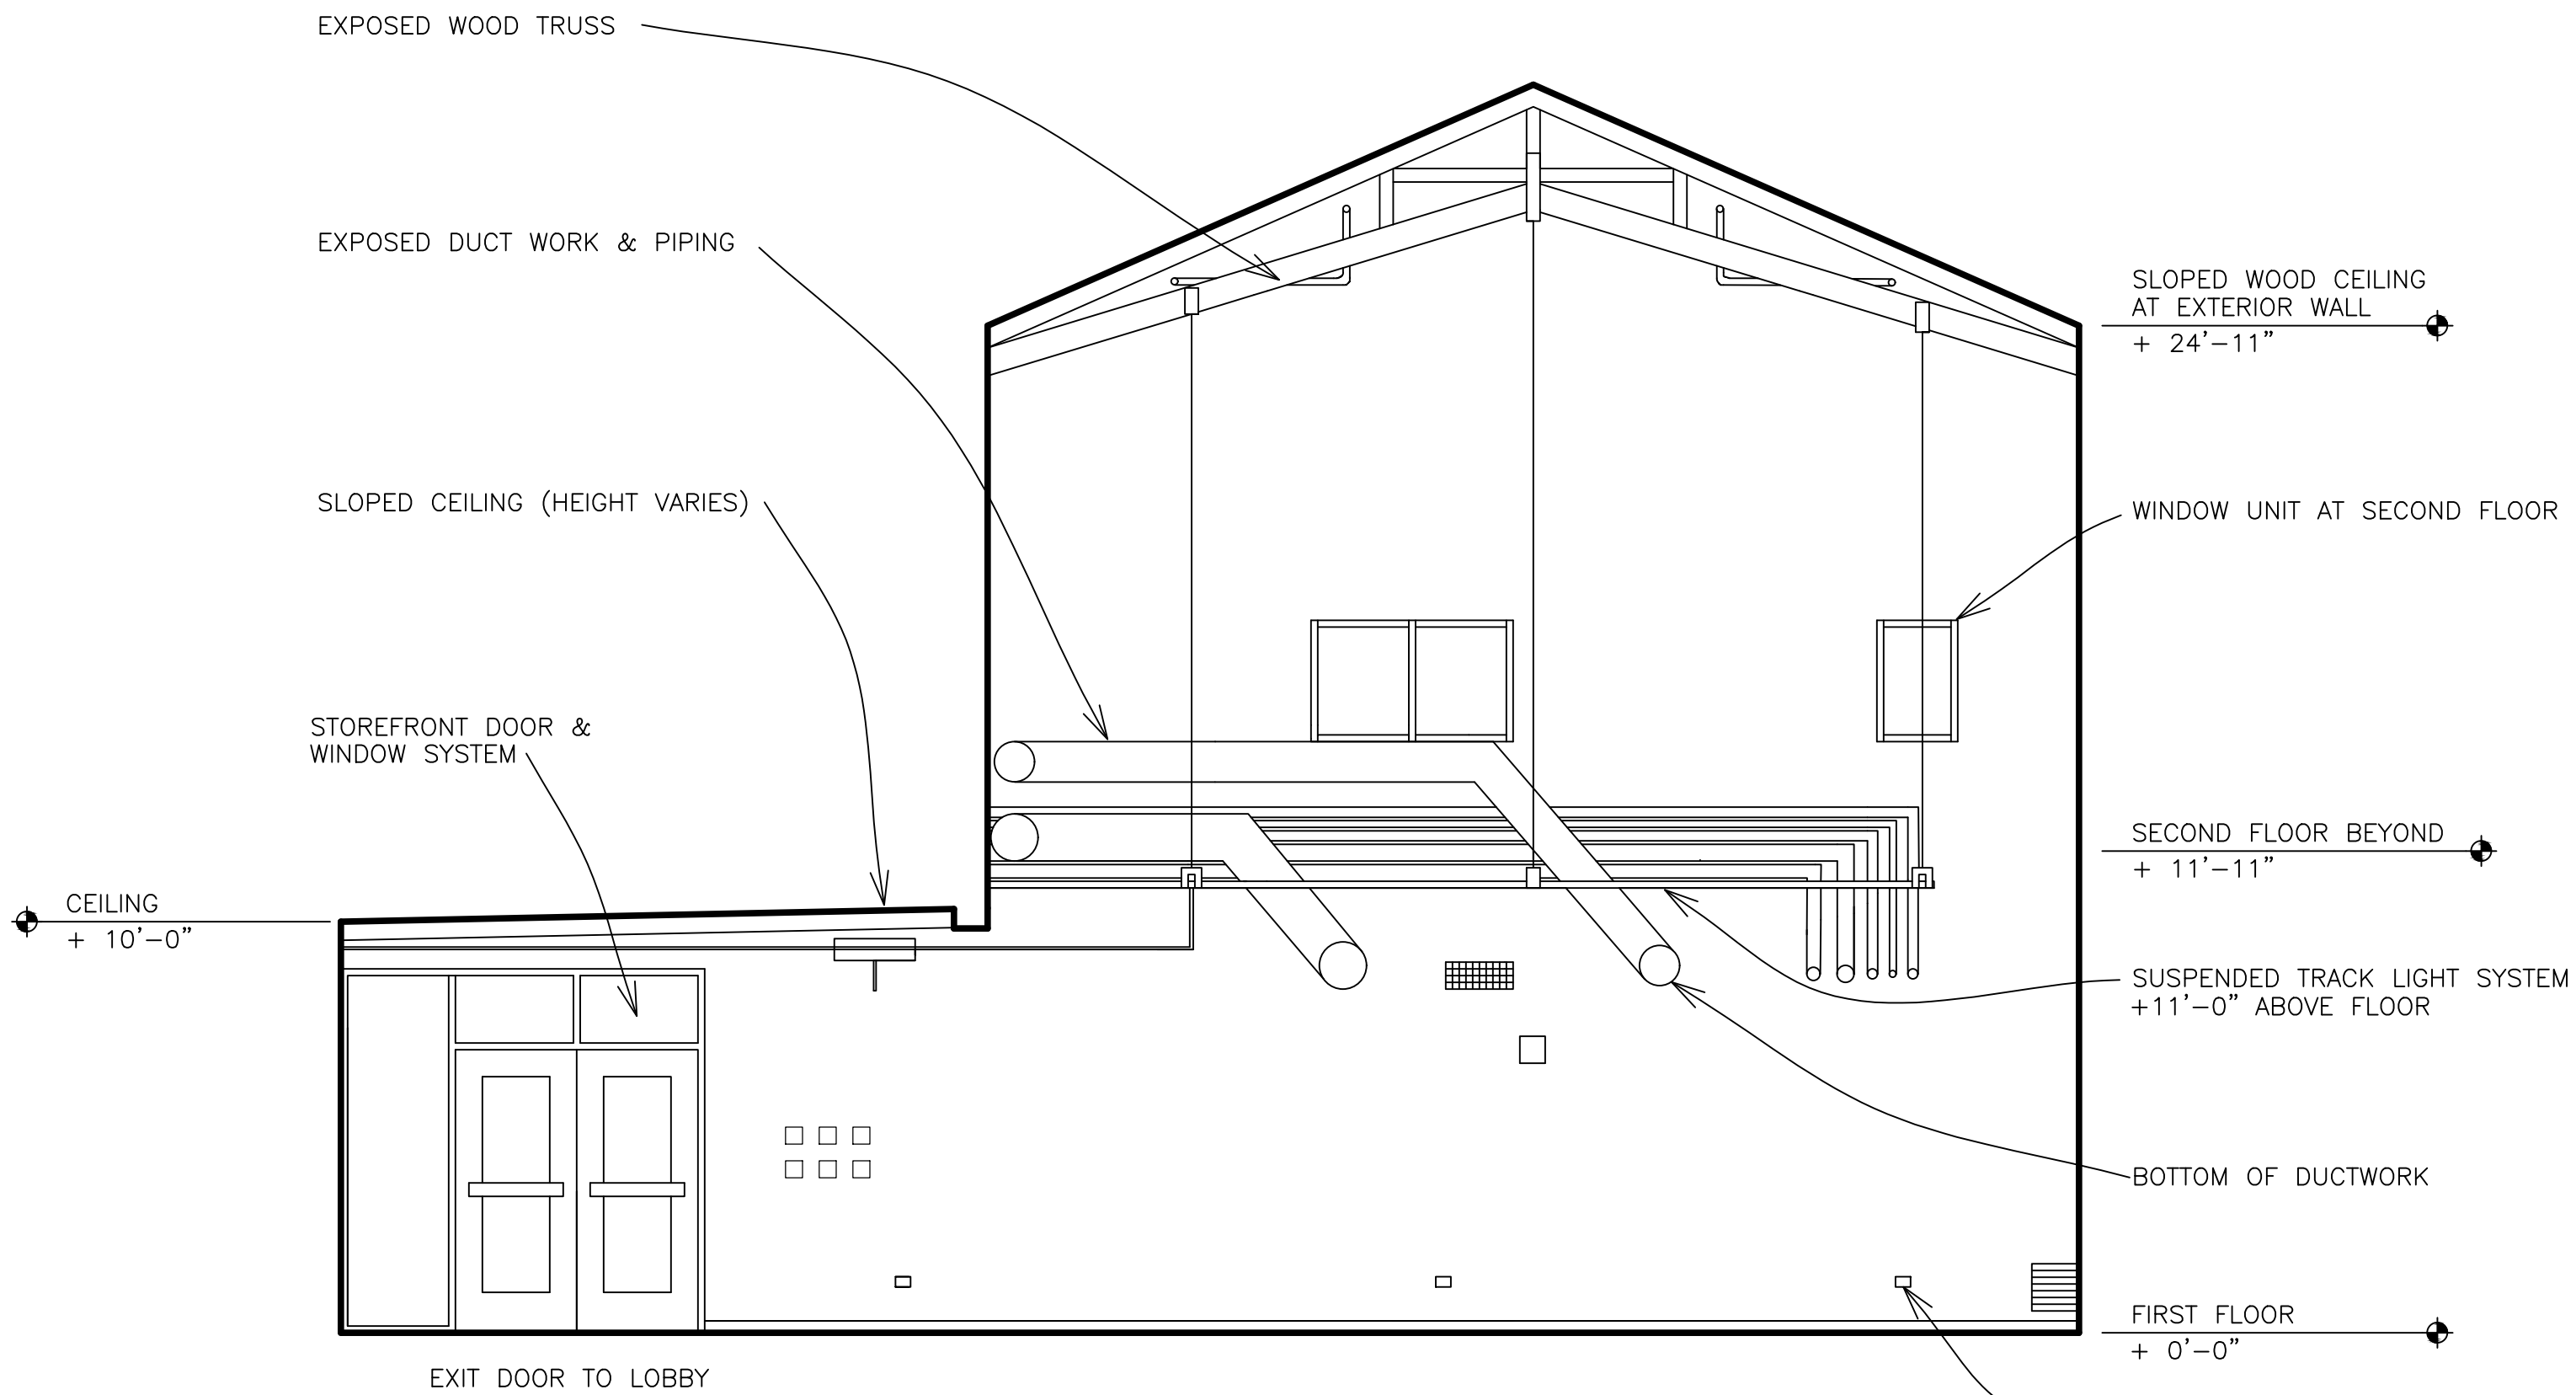 EXPOSED WOOD TRUSS
EXPOSED DUCT WORK & PIPING
SLOPED WOOD CEILING
AT EXTERIOR WALL
+ 24'-11"
SLOPED CEILING (HEIGHT VARIES)
WINDOW UNIT AT SECOND FLOOR
STOREFRONT DOOR &
WINDOW SYSTEM
SECOND FLOOR BEYOND
+ 11'-11"
CEILING
+ 10'-0"
SUSPENDED TRACK LIGHT SYSTEM
+11'-0" ABOVE FLOOR
BOTTOM OF DUCTWORK
FIRST FLOOR
+ 0'-0"
EXIT DOOR TO LOBBY